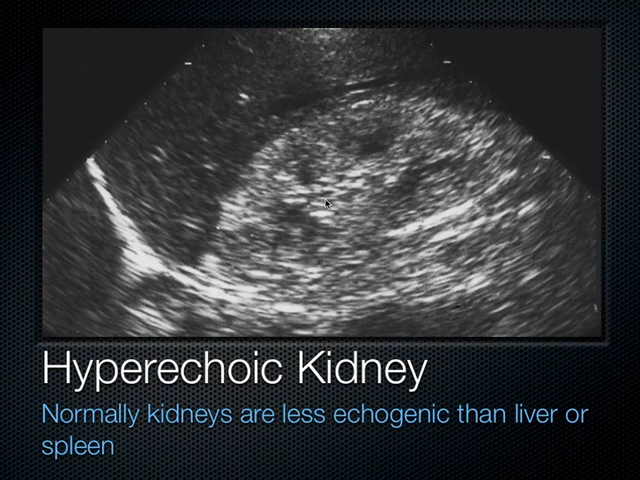 Hyperechoic Kidney
Normally kidneys are less echogenic than liver or
spleen